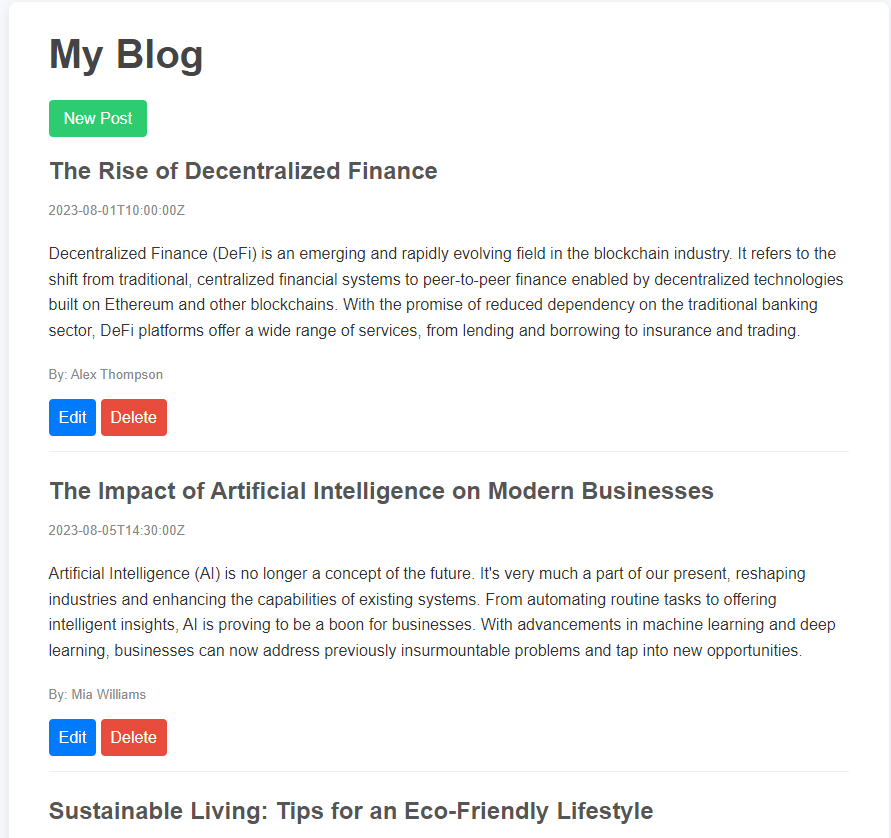 My Blog
New Post
The Rise of Decentralized Finance
2023-08-01T10:00:00Z
Decentralized Finance (DeFi) is an emerging and rapidly evolving field in the blockchain industry. It refers to the
shift from traditional, centralized financial systems to peer-to-peer finance enabled by decentralized technologies
built on Ethereum and other blockchains. With the promise of reduced dependency on the traditional banking
sector, DeFi platforms offer a wide range of services, from lending and borrowing to insurance and trading.
By: Alex Thompson
Edit Delete
The Impact of Artificial Intelligence on Modern Businesses
2023-08-05T14:30:00Z
Artificial Intelligence (AI) is no longer a concept of the future. It's very much a part of our present, reshaping
industries and enhancing the capabilities of existing systems. From automating routine tasks to offering
intelligent insights, AI is proving to be a boon for businesses. With advancements in machine learning and deep
learning, businesses can now address previously insurmountable problems and tap into new opportunities.
By: Mia Williams
Edit Delete
Sustainable Living: Tips for an Eco-Friendly Lifestyle